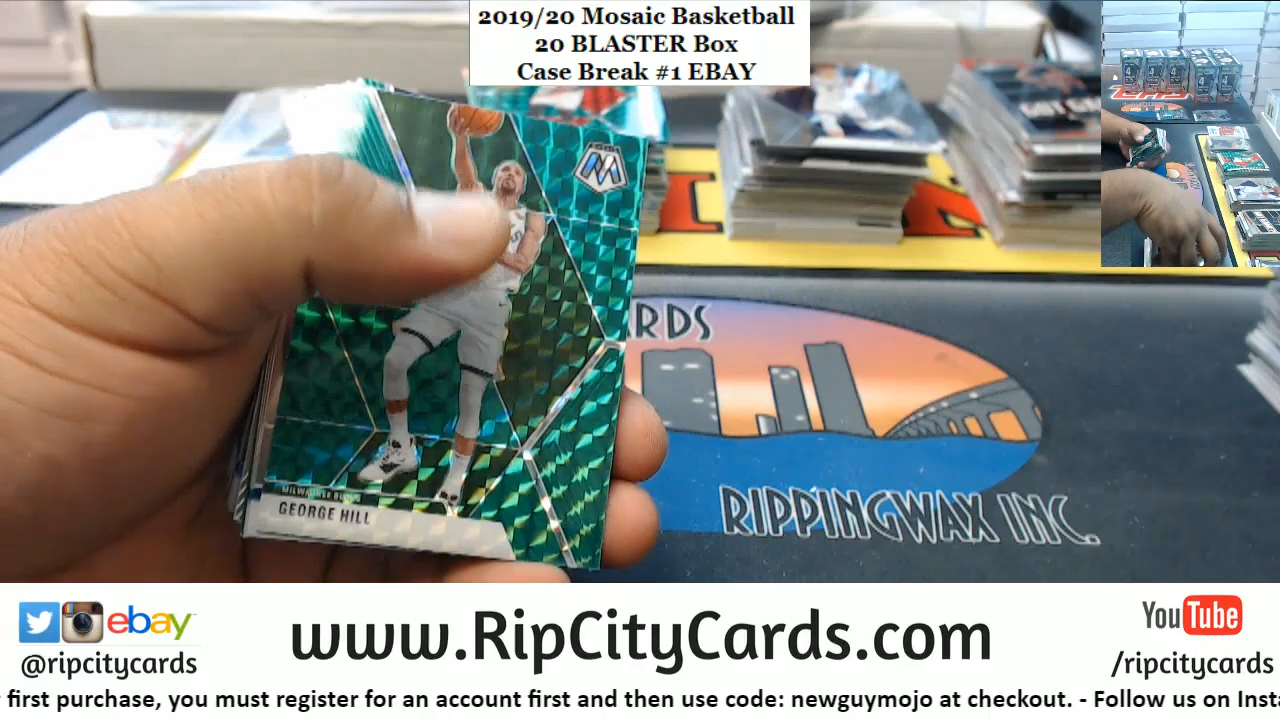 2019/20 Mosaic Basketball
20 BLASTER Box
Case Break #1 EBAY
MILWAUKEE BUCKS
GEORGE HILL
RDS
RIPPINGWAX INC.
ebay
@ripcitycards
www.RipCityCards.com
YouTube
/ripcitycards
first purchase, you must register for an account first and then use code: newguymojo at checkout. - Follow us on Insta